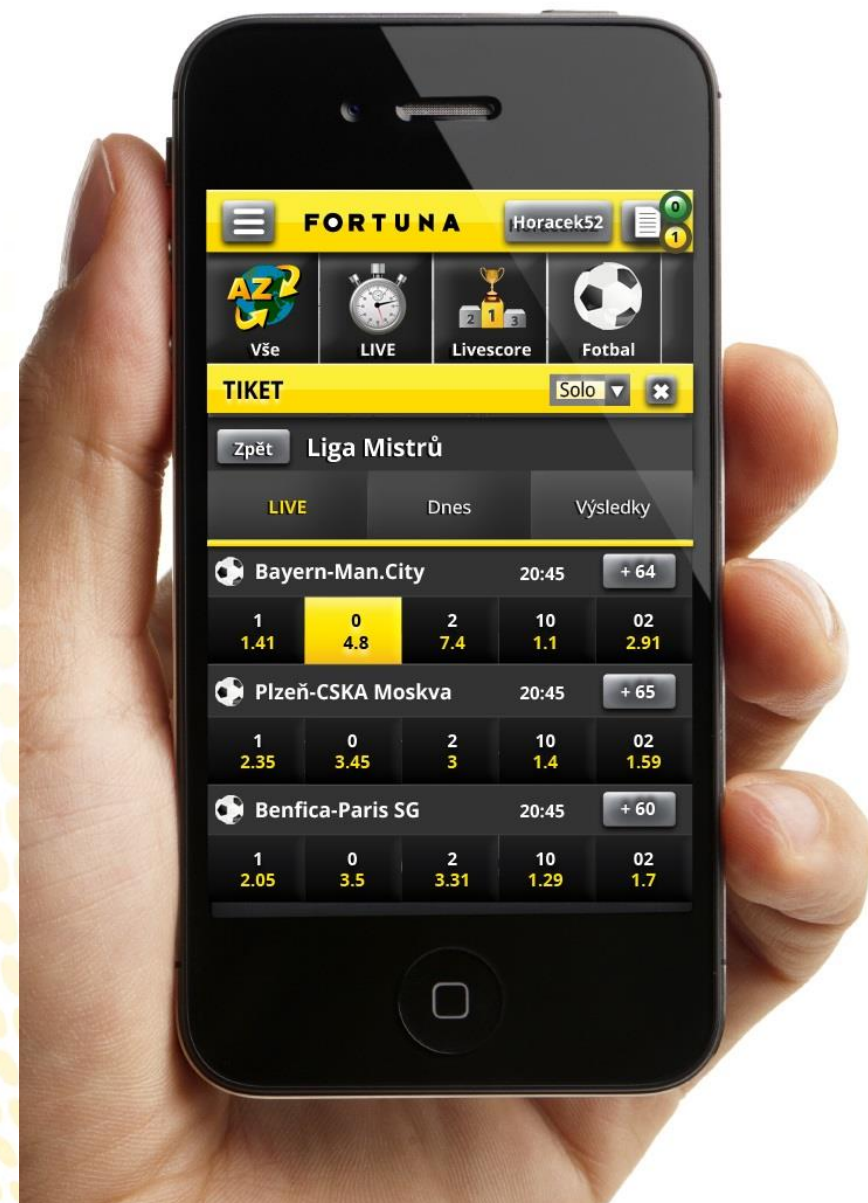 FORTUNA Horacek52 0
1
AZ 2 1 3
Vše LIVE Livescore Fotbal
TIKET Solo
Zpět Liga Mistrů
LIVE Dnes Výsledky
Bayern-Man.City 20:45 + 64
1 0 2 10 02
1.41 4.8 7.4 1.1 2.91
Plzeň-CSKA Moskva 20:45 + 65
1 0 2 10 02
2.35 3.45 3 1.4 1.59
Benfica-Paris SG 20:45 + 60
1 0 2 10 02
2.05 3.5 3.31 1.29 1.7